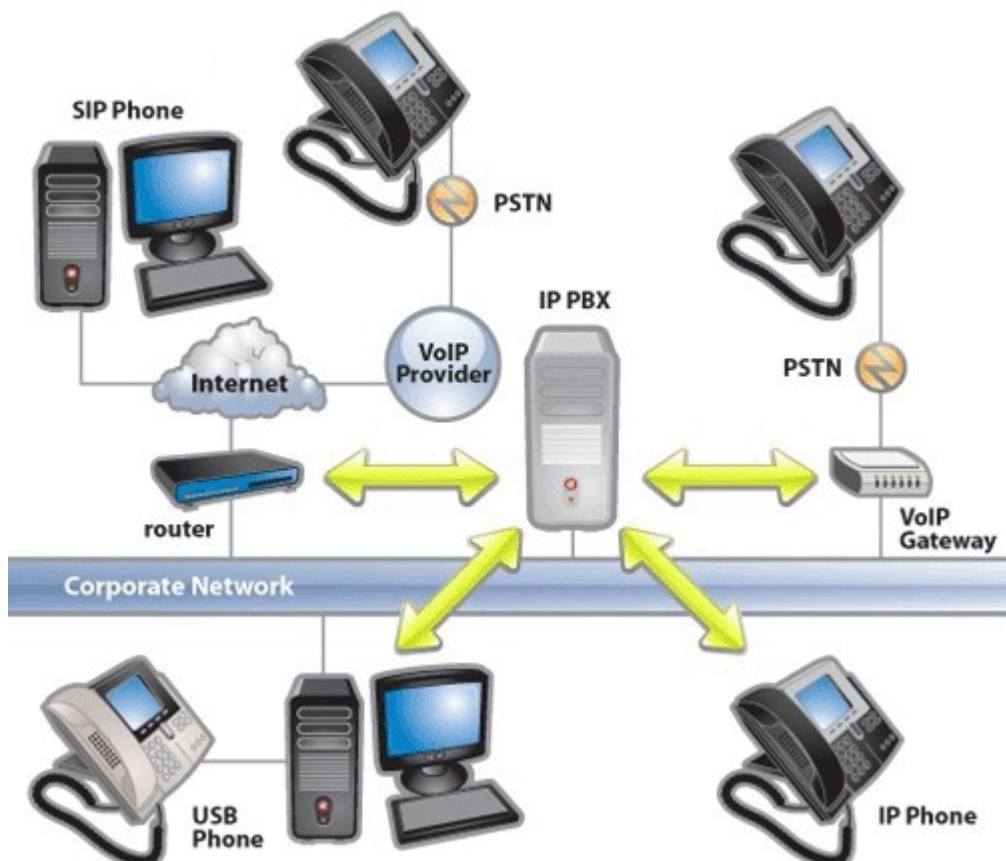 SIP Phone
PSTN
IP PBX
VoIP
Provider
Internet
PSTN
router
VoIP
Gateway
Corporate Network
USB
Phone
IP Phone